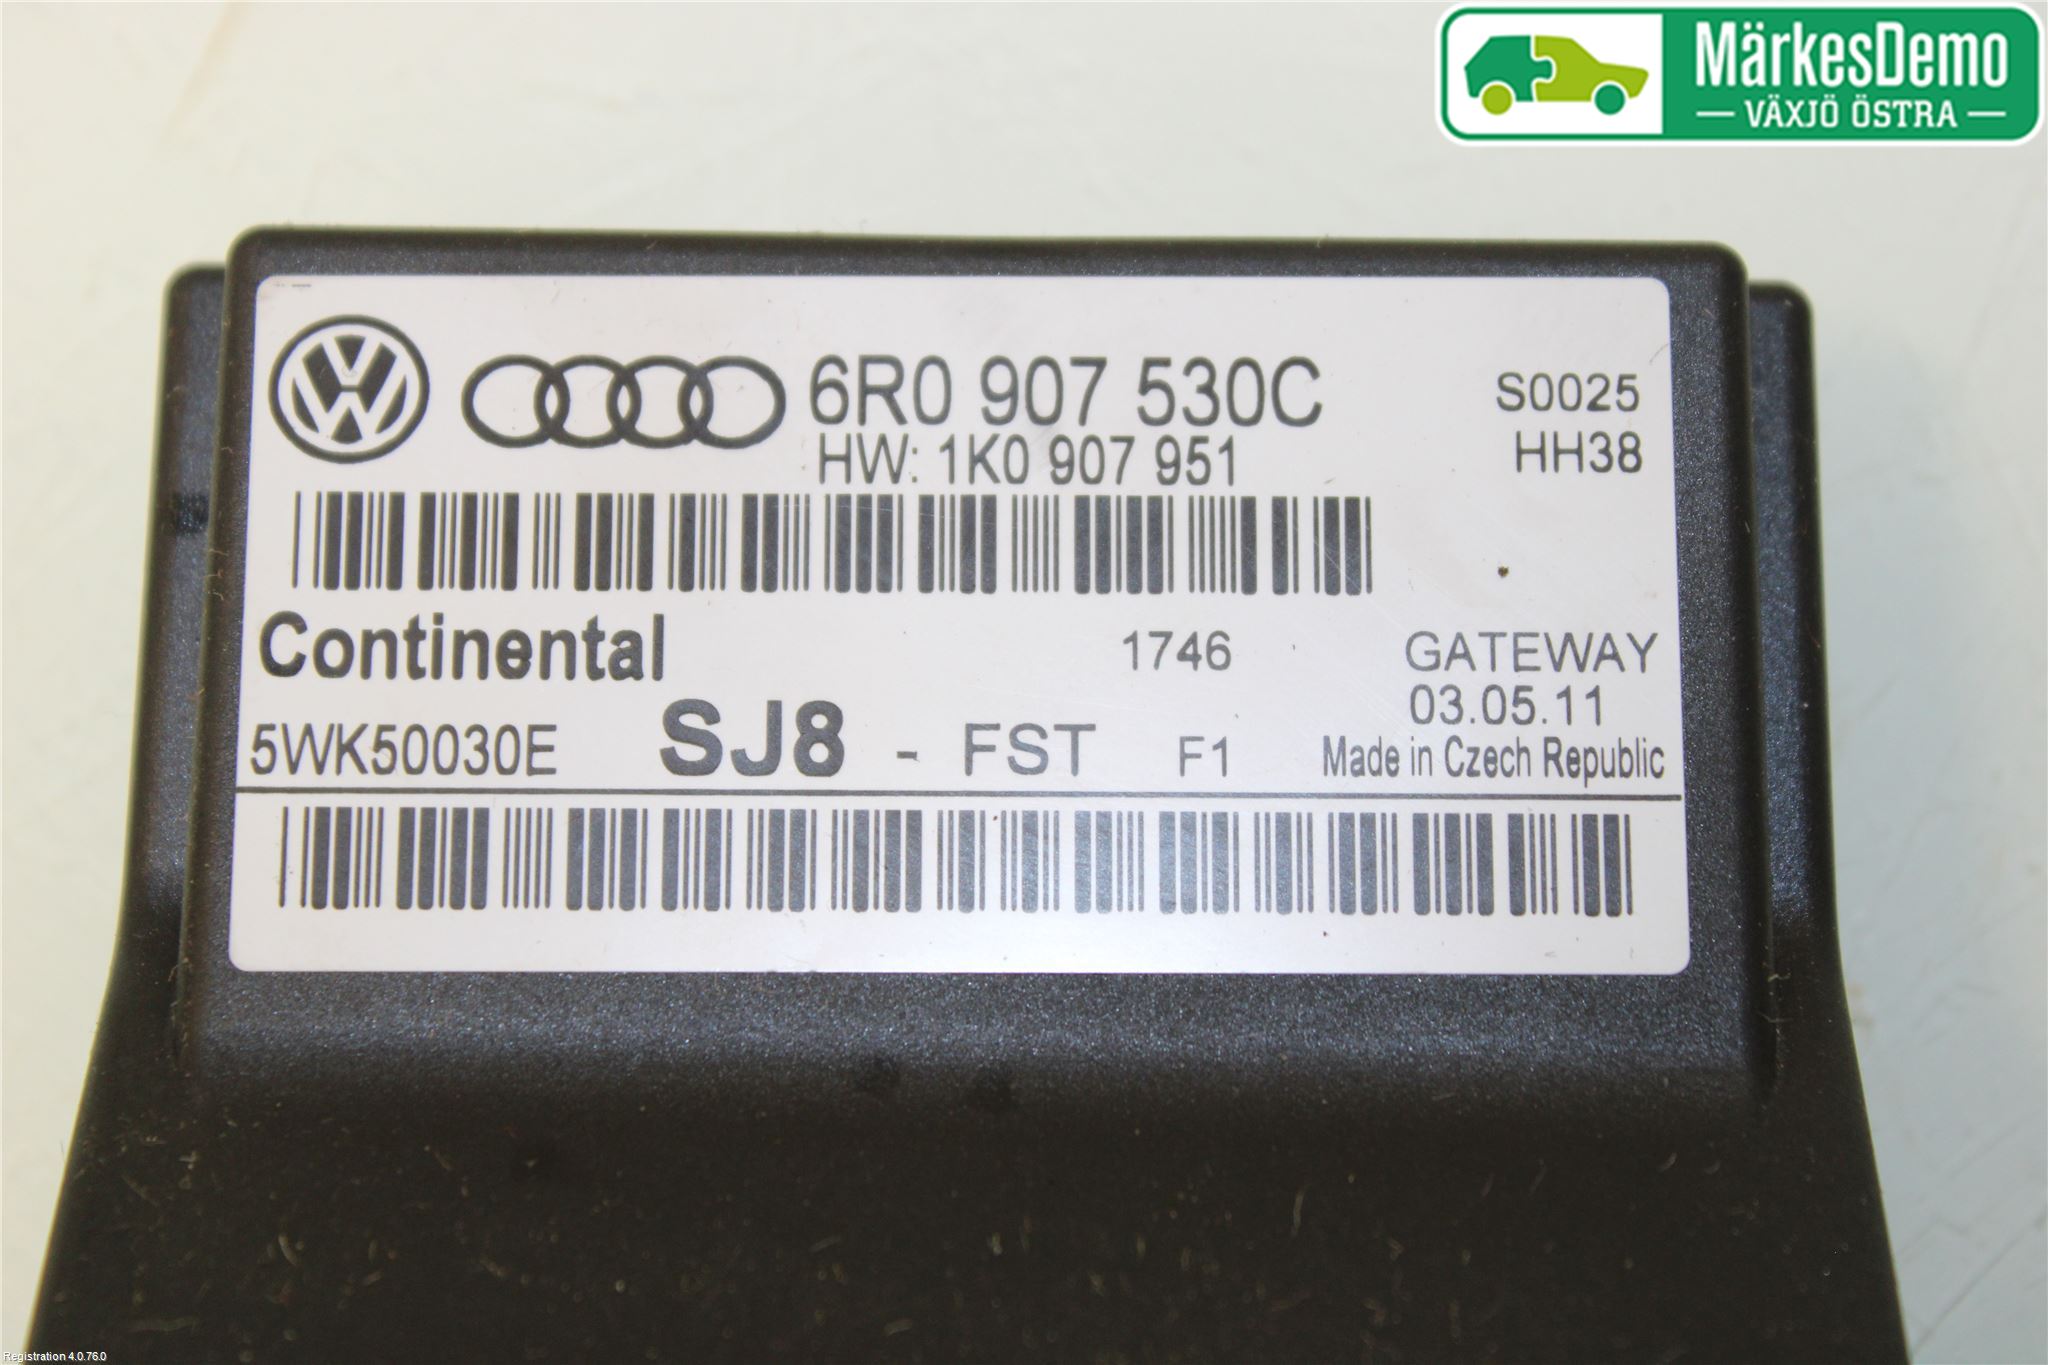 MärkesDemo
— VÄXJÖ ÖSTRA —
6R0 907 530C
S0025
HW: 1K0 907 951
HH38
Continental
1746
GATEWAY
03.05.11
5WK50030E
SJ8 - FST F1
Made in Czech Republic
Registration 4.0.76.0